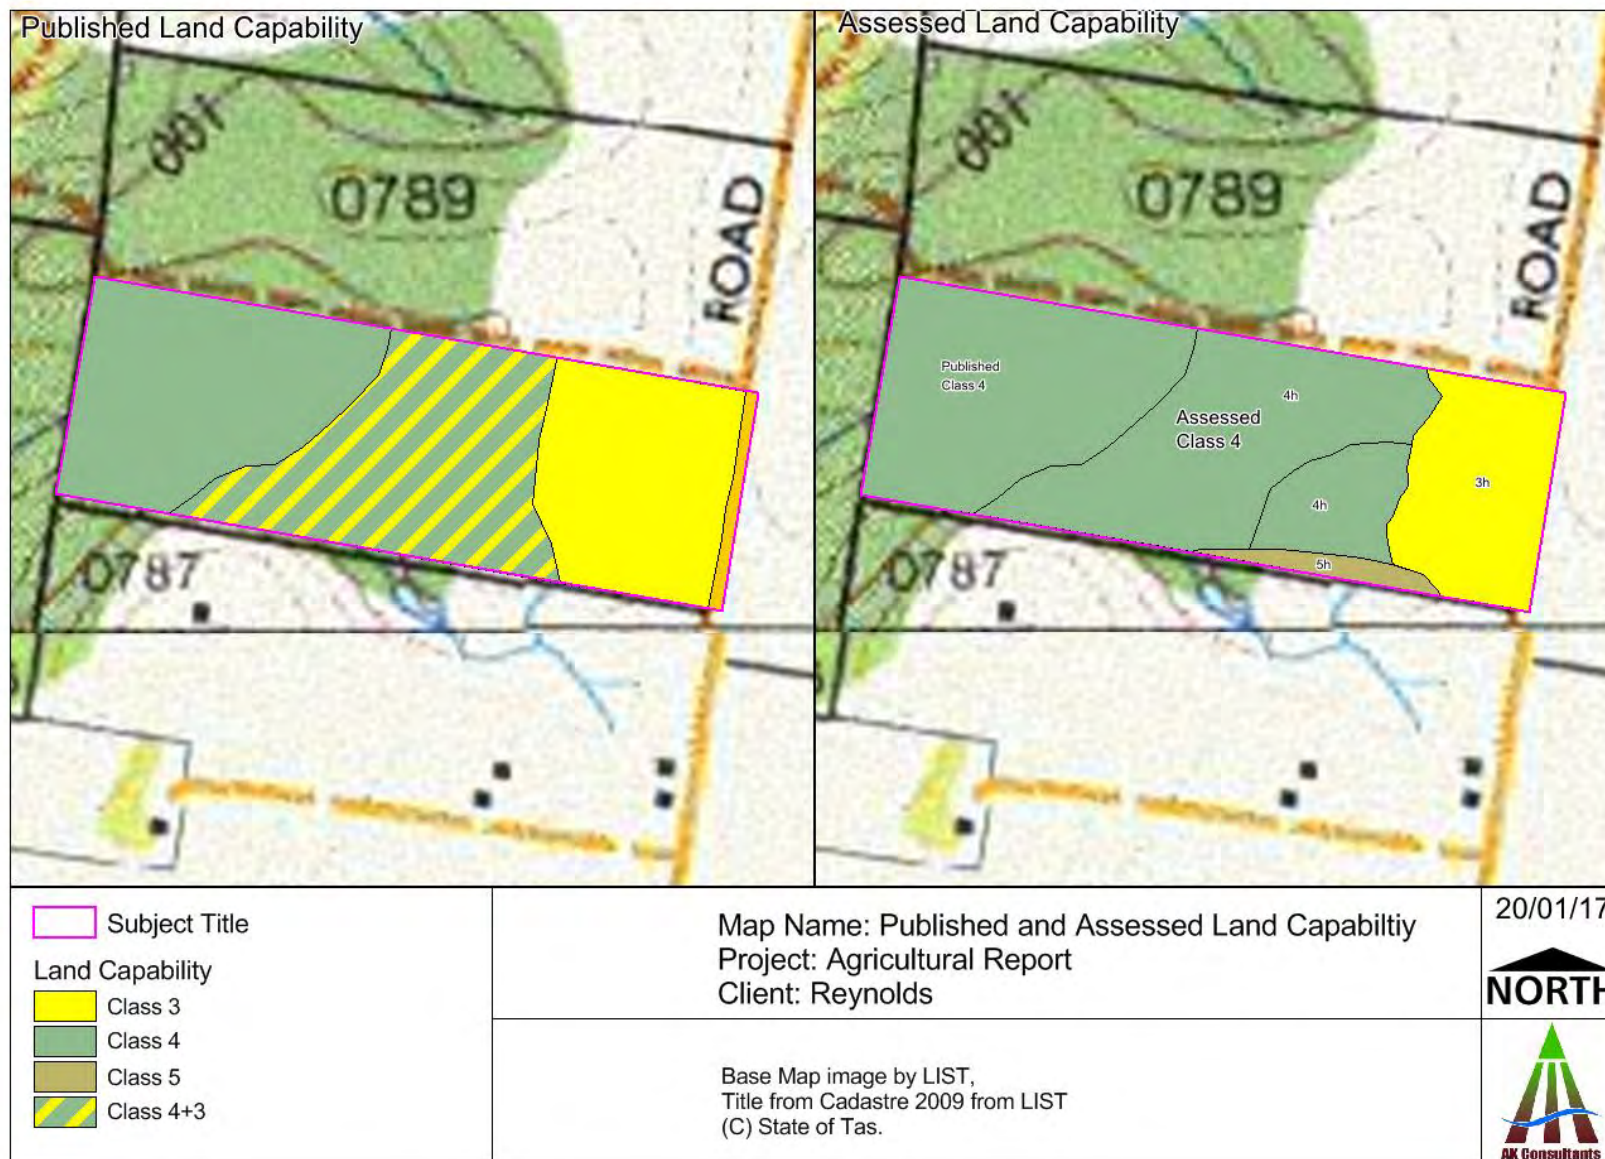 Published Land Capability
001
0789
ROAD
0787
Assessed Land Capability
001
0789
ROAD
Published
Class 4
4h
Assessed
Class 4
3h
4h
5h
0787
Subject Title
Land Capability
Class 3
Class 4
Class 5
Class 4+3
Map Name: Published and Assessed Land Capabiltiy
Project: Agricultural Report
Client: Reynolds
Base Map image by LIST,
Title from Cadastre 2009 from LIST
(C) State of Tas.
20/01/17
NORTH
AK Consultants